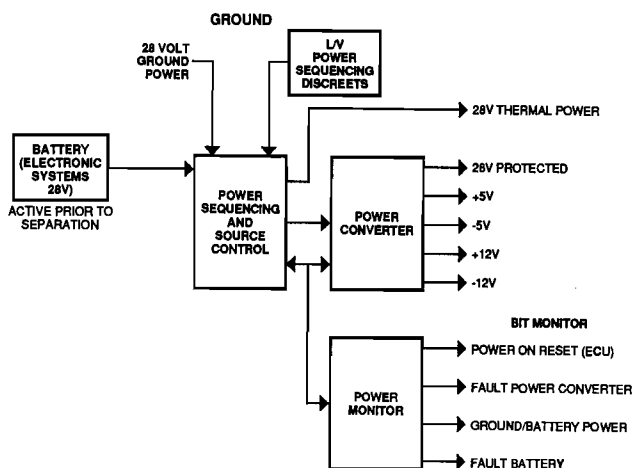 GROUND
28 VOLT
GROUND
POWER
L/V
POWER
SEQUENCING
DISCREETS
28V THERMAL POWER
BATTERY
(ELECTRONIC
SYSTEMS
28V)
ACTIVE PRIOR TO
SEPARATION
POWER
SEQUENCING
AND
SOURCE
CONTROL
POWER
CONVERTER
28V PROTECTED
+5V
-5V
+12V
-12V
BIT MONITOR
POWER
MONITOR
POWER ON RESET (ECU)
FAULT POWER CONVERTER
GROUND/BATTERY POWER
FAULT BATTERY